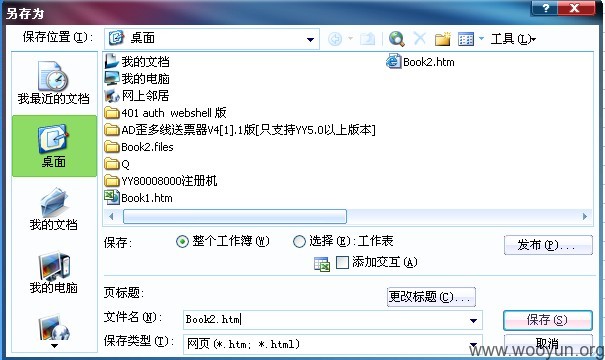 另存为
保存位置(I):
桌面
工具(L)
我最近的文档
桌面
我的文档
我的电脑
我的文档
我的电脑
网上邻居
401 auth webshell 版
AD歪多线送票器V4[1].1版[只支持YY5.0以上版本]
Book2.files
Q
YY80008000注册机
Book1.htm
Book2.htm
保存:
整个工作簿(W)
选择(E):工作表
发布(P)...
添加交互(A)
页标题:
更改标题(C)...
文件名(N):
Book2.htm
保存(S)
保存类型(T):
网页(*.htm; *.html)
取消
www.wooyun.org